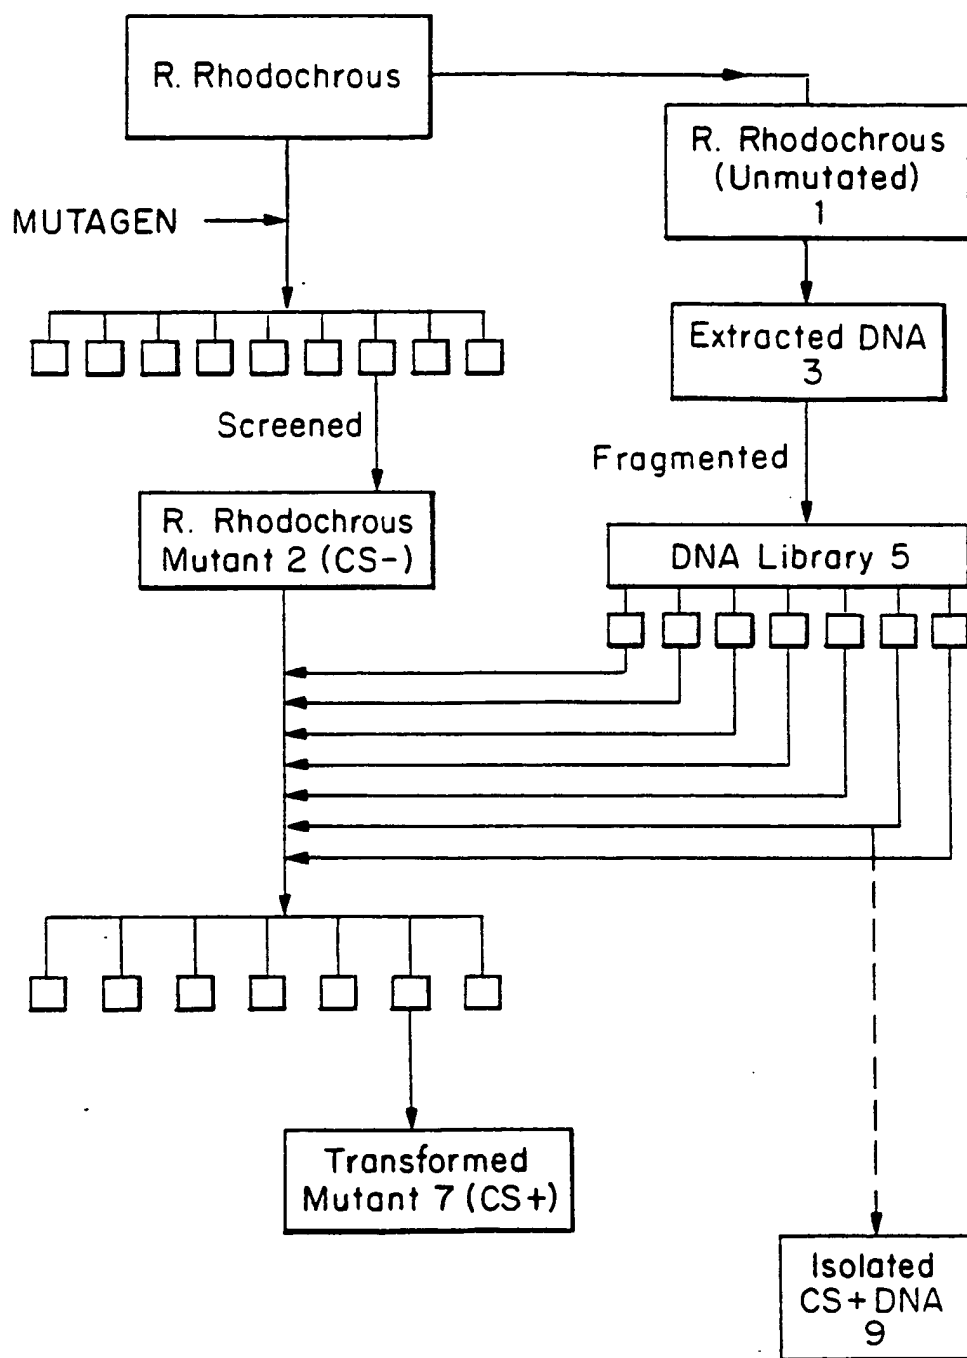 R. Rhodochrous
R. Rhodochrous
(Unmutated)
1
MUTAGEN
Extracted DNA
3
Screened
Fragmented
R. Rhodochrous
Mutant 2 (CS-)
DNA Library 5
Transformed
Mutant 7 (CS+)
Isolated
CS+ DNA
9